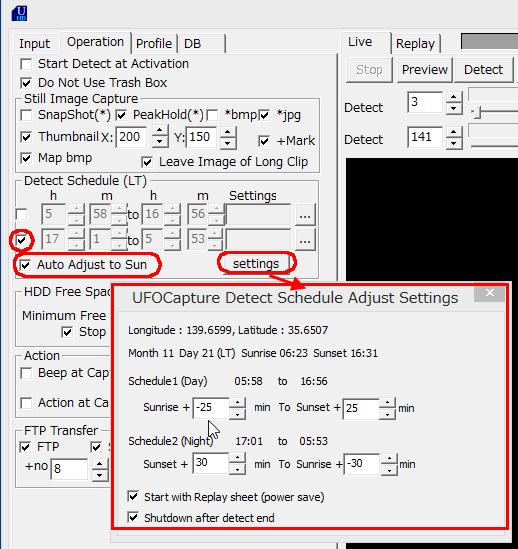 U
HD
Input Operation Profile DB
Start Detect at Activation
Do Not Use Trash Box
Still Image Capture
SnapShot(*) PeakHold(*) *bmp *jpg
Thumbnail X: 200 Y: 150 +Mark
Map bmp Leave Image of Long Clip
Detect Schedule (LT)
h m h m Settings
5 58 to 16 56 ...
17 1 to 5 53 ...
Auto Adjust to Sun settings
HDD Free Spac
Minimum Free
Stop
Action
Beep at Cap
Action at Ca
FTP Transfer
FTP
+no 8
Live Replay
Stop Preview Detect
Detect 3
Detect 141
UFOCapture Detect Schedule Adjust Settings
Longitude : 139.6599, Latitude : 35.6507
Month 11 Day 21 (LT) Sunrise 06:23 Sunset 16:31
Schedule1 (Day) 05:58 to 16:56
Sunrise + -25 min To Sunset + 25 min
Schedule2 (Night) 17:01 to 05:53
Sunset + 30 min To Sunrise + -30 min
Start with Replay sheet (power save)
Shutdown after detect end